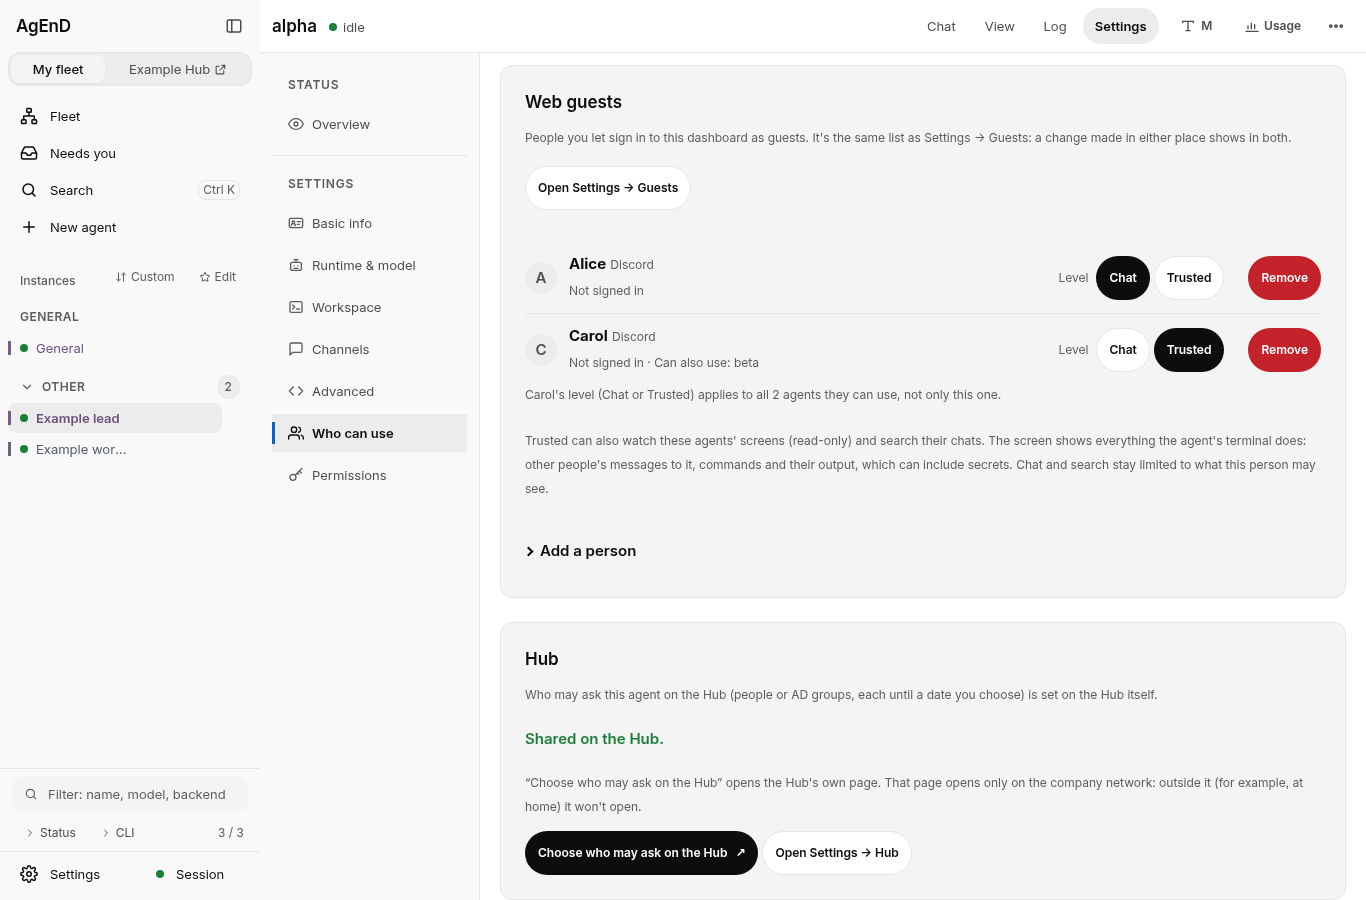 AgEnD
My fleet
Example Hub
Fleet
Needs you
Search
Ctrl K
New agent
Instances
Custom
Edit
GENERAL
General
OTHER
2
Example lead
Example wor...
Filter: name, model, backend
Status
CLI
3 / 3
Settings
Session
alpha
idle
Chat
View
Log
Settings
M
Usage
STATUS
Overview
SETTINGS
Basic info
Runtime & model
Workspace
Channels
Advanced
Who can use
Permissions
Web guests
People you let sign in to this dashboard as guests. It's the same list as Settings → Guests: a change made in either place shows in both.
Open Settings → Guests
A
Alice Discord
Not signed in
Level
Chat
Trusted
Remove
C
Carol Discord
Not signed in · Can also use: beta
Level
Chat
Trusted
Remove
Carol's level (Chat or Trusted) applies to all 2 agents they can use, not only this one.
Trusted can also watch these agents' screens (read-only) and search their chats. The screen shows everything the agent's terminal does:
other people's messages to it, commands and their output, which can include secrets. Chat and search stay limited to what this person may
see.
Add a person
Hub
Who may ask this agent on the Hub (people or AD groups, each until a date you choose) is set on the Hub itself.
Shared on the Hub.
“Choose who may ask on the Hub” opens the Hub's own page. That page opens only on the company network: outside it (for example, at
home) it won't open.
Choose who may ask on the Hub ↗
Open Settings → Hub